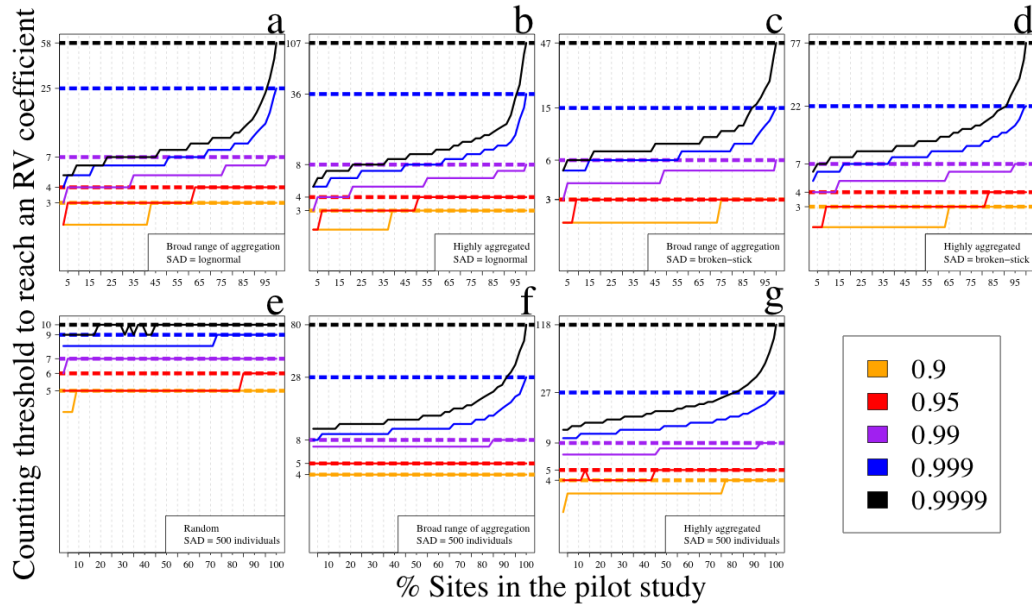 Counting threshold to reach an RV coefficient
a
58
25
7
4
3
Broad range of aggregation
SAD = lognormal
5 15 25 35 45 55 65 75 85 95
b
107
36
8
4
3
Highly aggregated
SAD = lognormal
5 15 25 35 45 55 65 75 85 95
c
47
15
6
3
Broad range of aggregation
SAD = broken−stick
5 15 25 35 45 55 65 75 85 95
d
77
22
7
4
3
Highly aggregated
SAD = broken−stick
5 15 25 35 45 55 65 75 85 95
e
10
9
7
6
5
Random
SAD = 500 individuals
10 20 30 40 50 60 70 80 90 100
f
80
28
8
5
4
Broad range of aggregation
SAD = 500 individuals
10 20 30 40 50 60 70 80 90 100
g
118
27
9
5
4
Highly aggregated
SAD = 500 individuals
10 20 30 40 50 60 70 80 90 100
0.9
0.95
0.99
0.999
0.9999
% Sites in the pilot study